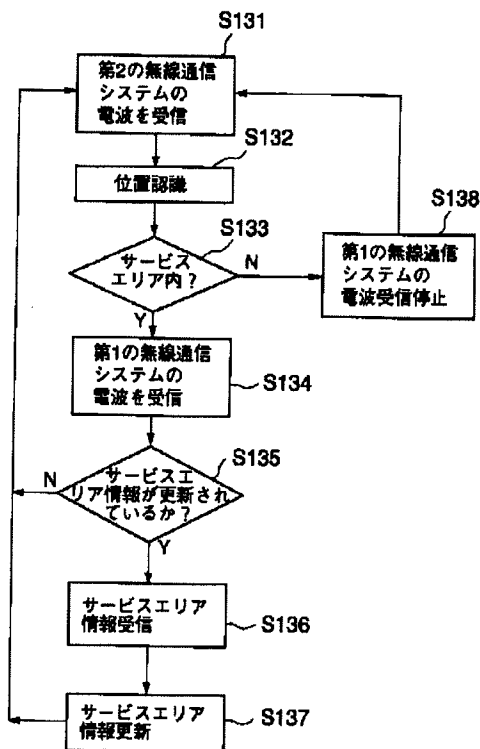 S131
第2の無線通信
システムの
電波を受信
S132
位置認識
S133
サービス
エリア内？
N
Y
S138
第1の無線通信
システムの
電波受信停止
第1の無線通信
システムの
電波を受信
S134
S135
サービスエ
リア情報が更新され
ているか？
N
Y
サービスエリア
情報受信
S136
サービスエリア
情報更新
S137